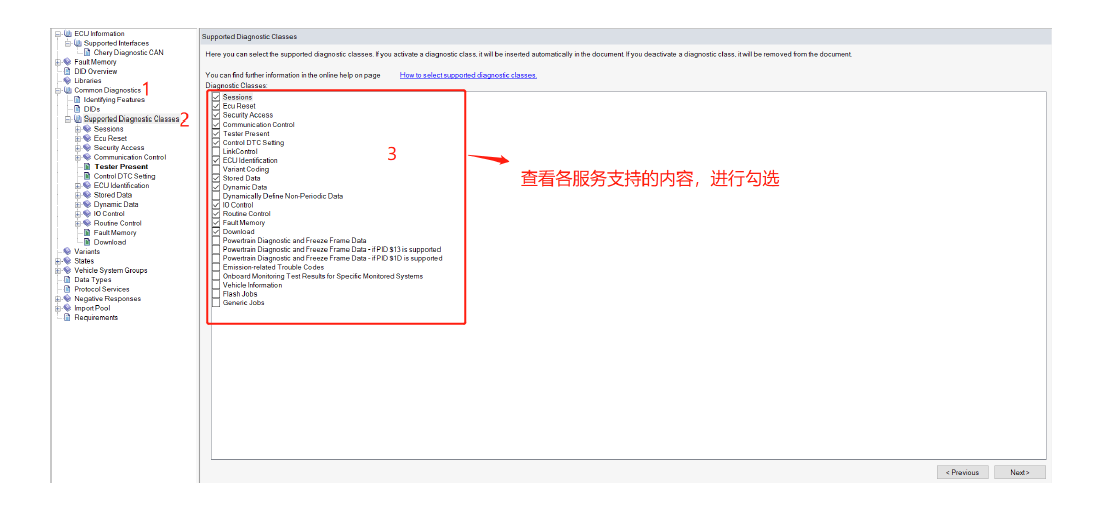 ECU Information
Supported Interfaces
Chery Diagnostic CAN
Fault Memory
DID Overview
Libraries
Common Diagnostics 1
Identifying Features
DIDs
Supported Diagnostic Classes 2
Sessions
Ecu Reset
Security Access
Communication Control
Tester Present
Control DTC Setting
ECU Identification
Stored Data
Dynamic Data
IO Control
Routine Control
Fault Memory
Download
Variants
States
Vehicle System Groups
Data Types
Protocol Services
Negative Responses
Import Pool
Requirements
Supported Diagnostic Classes
Here you can select the supported diagnostic classes. If you activate a diagnostic class, it will be inserted automatically in the document. If you deactivate a diagnostic class, it will be removed from the document.
You can find further information in the online help on page How to select supported diagnostic classes.
Diagnostic Classes:
Sessions
Ecu Reset
Security Access
Communication Control
Tester Present
Control DTC Setting
LinkControl
ECU Identification
Variant Coding
Stored Data
Dynamic Data
Dynamically Define Non-Periodic Data
IO Control
Routine Control
Fault Memory
Download
Powertrain Diagnostic and Freeze Frame Data
Powertrain Diagnostic and Freeze Frame Data - if PID $13 is supported
Powertrain Diagnostic and Freeze Frame Data - if PID $1D is supported
Emission-related Trouble Codes
Onboard Monitoring Test Results for Specific Monitored Systems
Vehicle Information
Flash Jobs
Generic Jobs
3
查看各服务支持的内容，进行勾选
< Previous
Next >